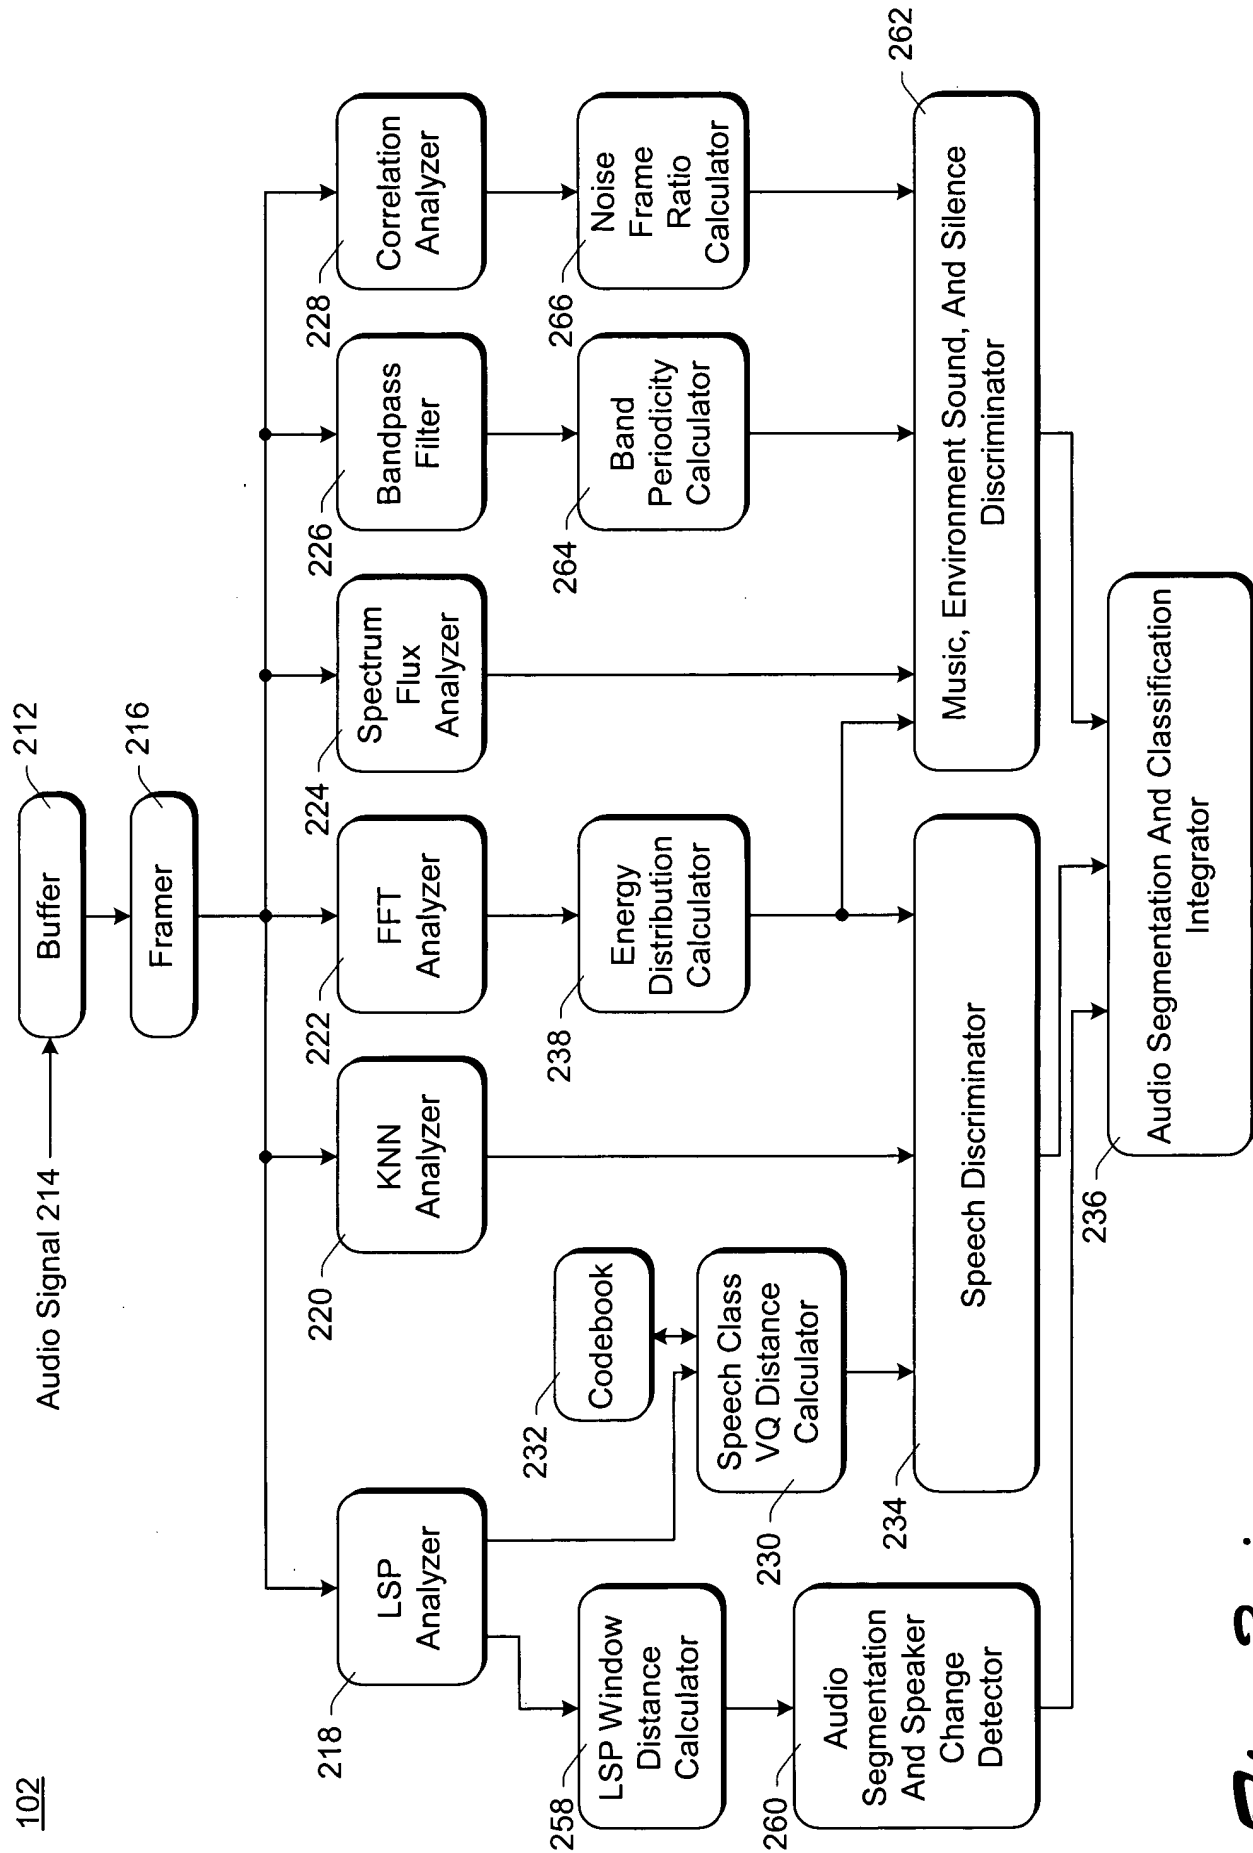 102
Audio Signal 214
Buffer
212
Framer
216
LSP
Analyzer
218
KNN
Analyzer
220
FFT
Analyzer
222
Spectrum
Flux
Analyzer
224
Bandpass
Filter
226
Correlation
Analyzer
228
LSP Window
Distance
Calculator
258
Codebook
232
Speech Class
VQ Distance
Calculator
230
Energy
Distribution
Calculator
238
Band
Periodicity
Calculator
264
Noise
Frame
Ratio
Calculator
266
Audio
Segmentation
And Speaker
Change
Detector
260
Speech Discriminator
234
Music, Environment Sound, And Silence
Discriminator
262
Audio Segmentation And Classification
Integrator
236